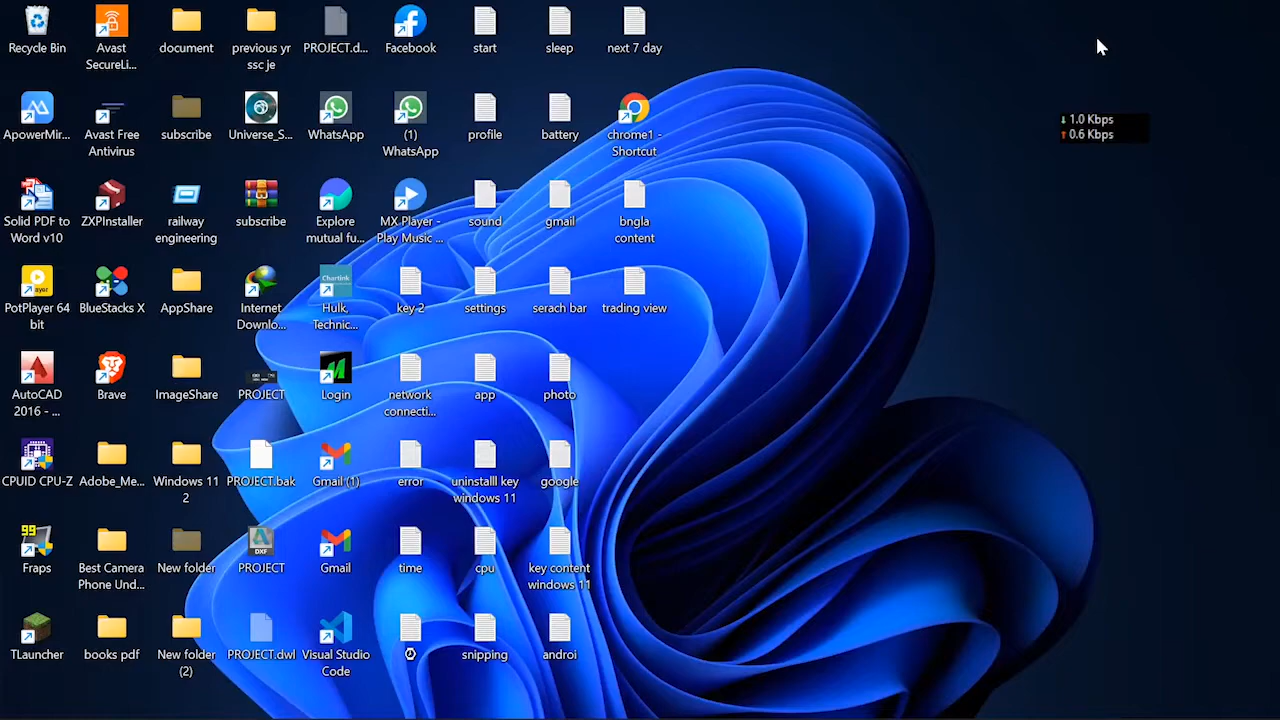 Recycle Bin
Avast
SecureLi...
document
previous yr
ssc je
PROJECT.d...
Facebook
start
sleep
next 7 day
↓ 1.0 Kbps
↑ 0.6 Kbps
ApowerMir...
Avast Free
Antivirus
subscribe
Universe_S...
WhatsApp
(1)
WhatsApp
profile
battery
chrome1 -
Shortcut
Solid PDF to
Word v10
ZXPInstaller
railway
engineering
subscribe
Explore
mutual fu...
MX Player -
Play Music ...
sound
gmail
bngla
content
PotPlayer 64
bit
BlueStacks X
AppShare
Internet
Downlo...
Chartink
Hulk,
Technic...
key 2
settings
serach bar
trading view
AutoCAD
2016 - ...
Brave
ImageShare
PROJECT
Login
network
connecti...
app
photo
CPUID CPU-Z
Adobe_Me...
Windows 11
2
PROJECT.bak
Gmail (1)
error
uninstalll key
windows 11
google
99
Fraps
Best Camera
Phone Und...
New folder
DXF
PROJECT
Gmail
time
cpu
key content
windows 11
TLauncher
books pdf
New folder
(2)
PROJECT.dwl
Visual Studio
Code
snipping
androi